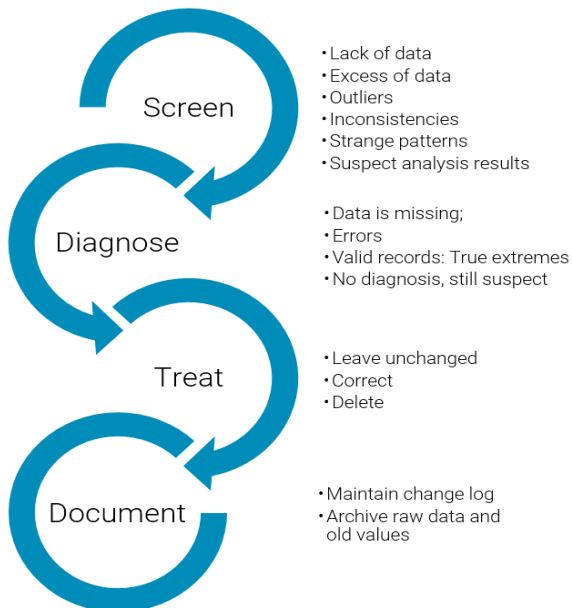 Screen
• Lack of data
• Excess of data
• Outliers
• Inconsistencies
• Strange patterns
• Suspect analysis results
Diagnose
• Data is missing;
• Errors
• Valid records: True extremes
• No diagnosis, still suspect
Treat
• Leave unchanged
• Correct
• Delete
Document
• Maintain change log
• Archive raw data and
old values